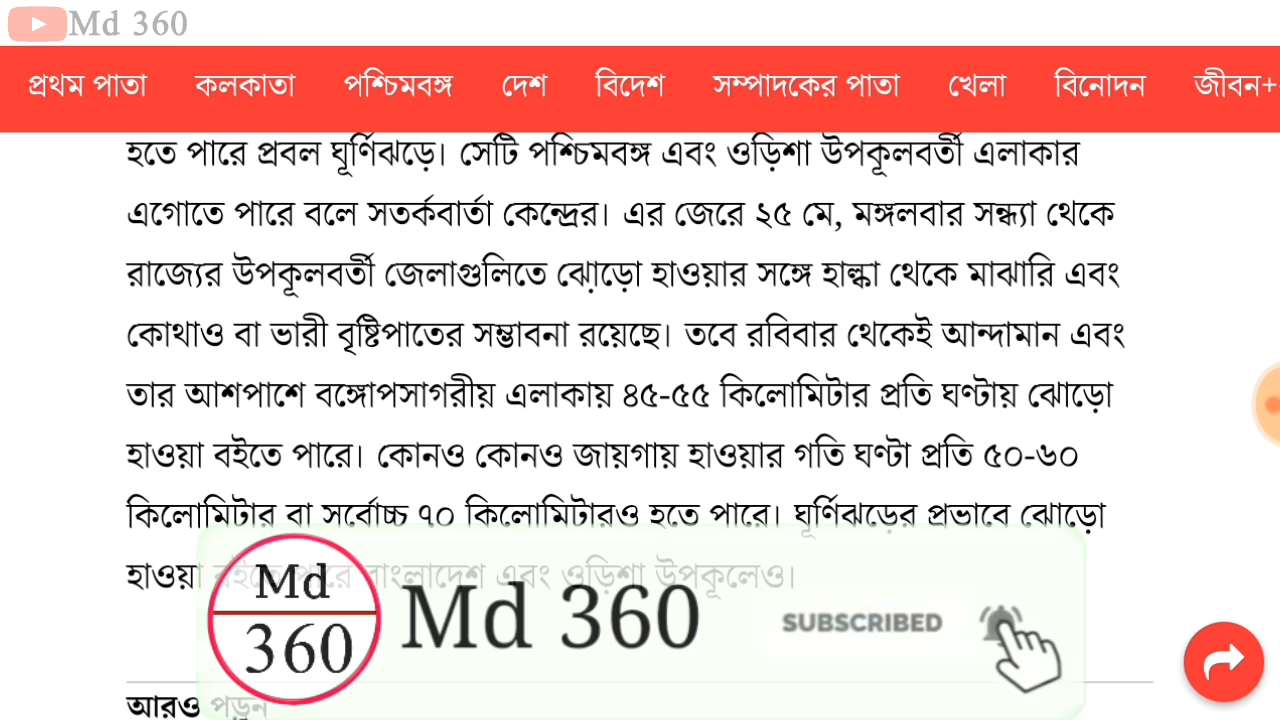 Md 360
প্রথম পাতা কলকাতা পশ্চিমবঙ্গ দেশ বিদেশ সম্পাদকের পাতা খেলা বিনোদন জীবন+
হতে পারে প্রবল ঘূর্ণিঝড়ে। সেটি পশ্চিমবঙ্গ এবং ওড়িশা উপকূলবর্তী এলাকার
এগোতে পারে বলে সতর্কবার্তা কেন্দ্রের। এর জেরে ২৫ মে, মঙ্গলবার সন্ধ্যা থেকে
রাজ্যের উপকূলবর্তী জেলাগুলিতে ঝোড়ো হাওয়ার সঙ্গে হাল্কা থেকে মাঝারি এবং
কোথাও বা ভারী বৃষ্টিপাতের সম্ভাবনা রয়েছে। তবে রবিবার থেকেই আন্দামান এবং
তার আশপাশে বঙ্গোপসাগরীয় এলাকায় ৪৫-৫৫ কিলোমিটার প্রতি ঘণ্টায় ঝোড়ো
হাওয়া বইতে পারে। কোনও কোনও জায়গায় হাওয়ার গতি ঘণ্টা প্রতি ৫০-৬০
কিলোমিটার বা সর্বোচ্চ ৭০ কিলোমিটারও হতে পারে। ঘূর্ণিঝড়ের প্রভাবে ঝোড়ো
হাওয়া বইতে পারে বাংলাদেশ এবং ওড়িশা উপকূলেও।
Md
360
Md 360
SUBSCRIBED
আরও পড়ুন